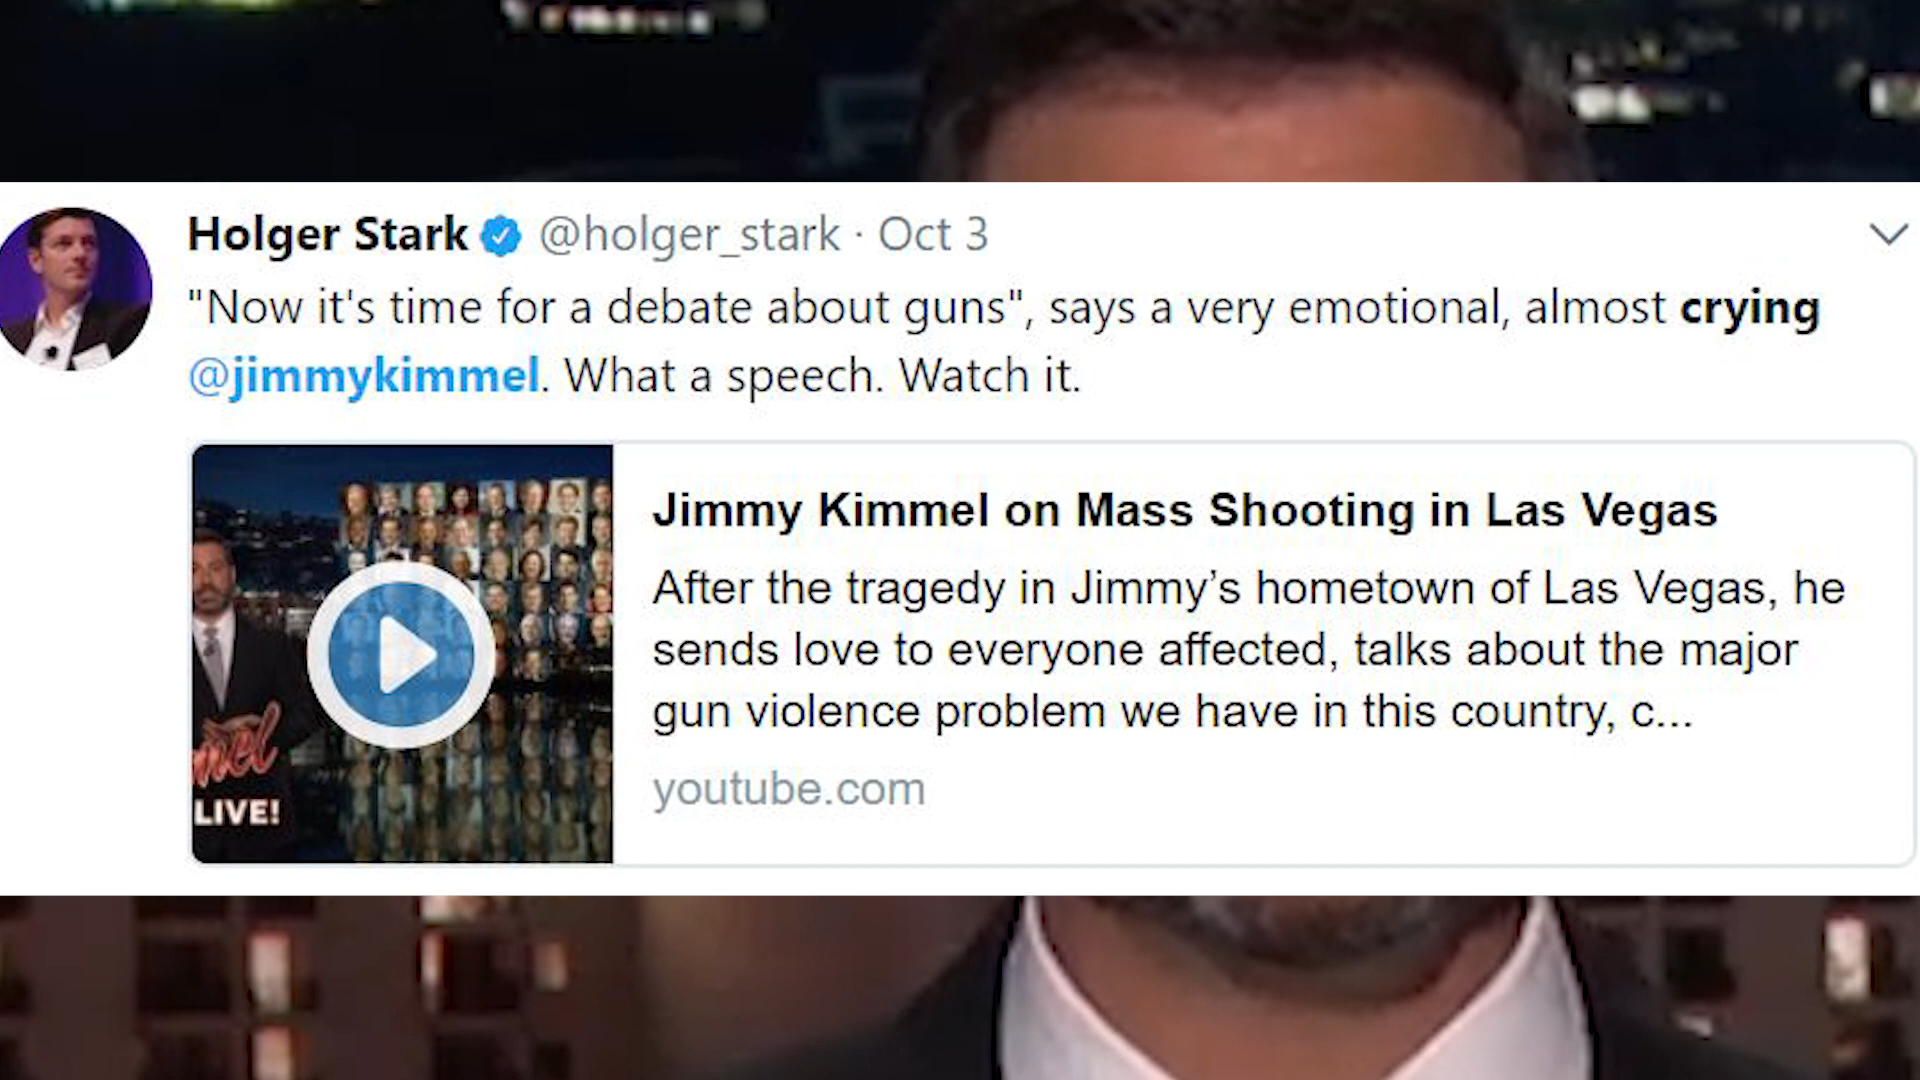 Holger Stark @holger_stark · Oct 3
"Now it's time for a debate about guns", says a very emotional, almost crying
@jimmykimmel. What a speech. Watch it.
Jimmy Kimmel on Mass Shooting in Las Vegas
After the tragedy in Jimmy’s hometown of Las Vegas, he
sends love to everyone affected, talks about the major
gun violence problem we have in this country, c...
youtube.com
mel
LIVE!